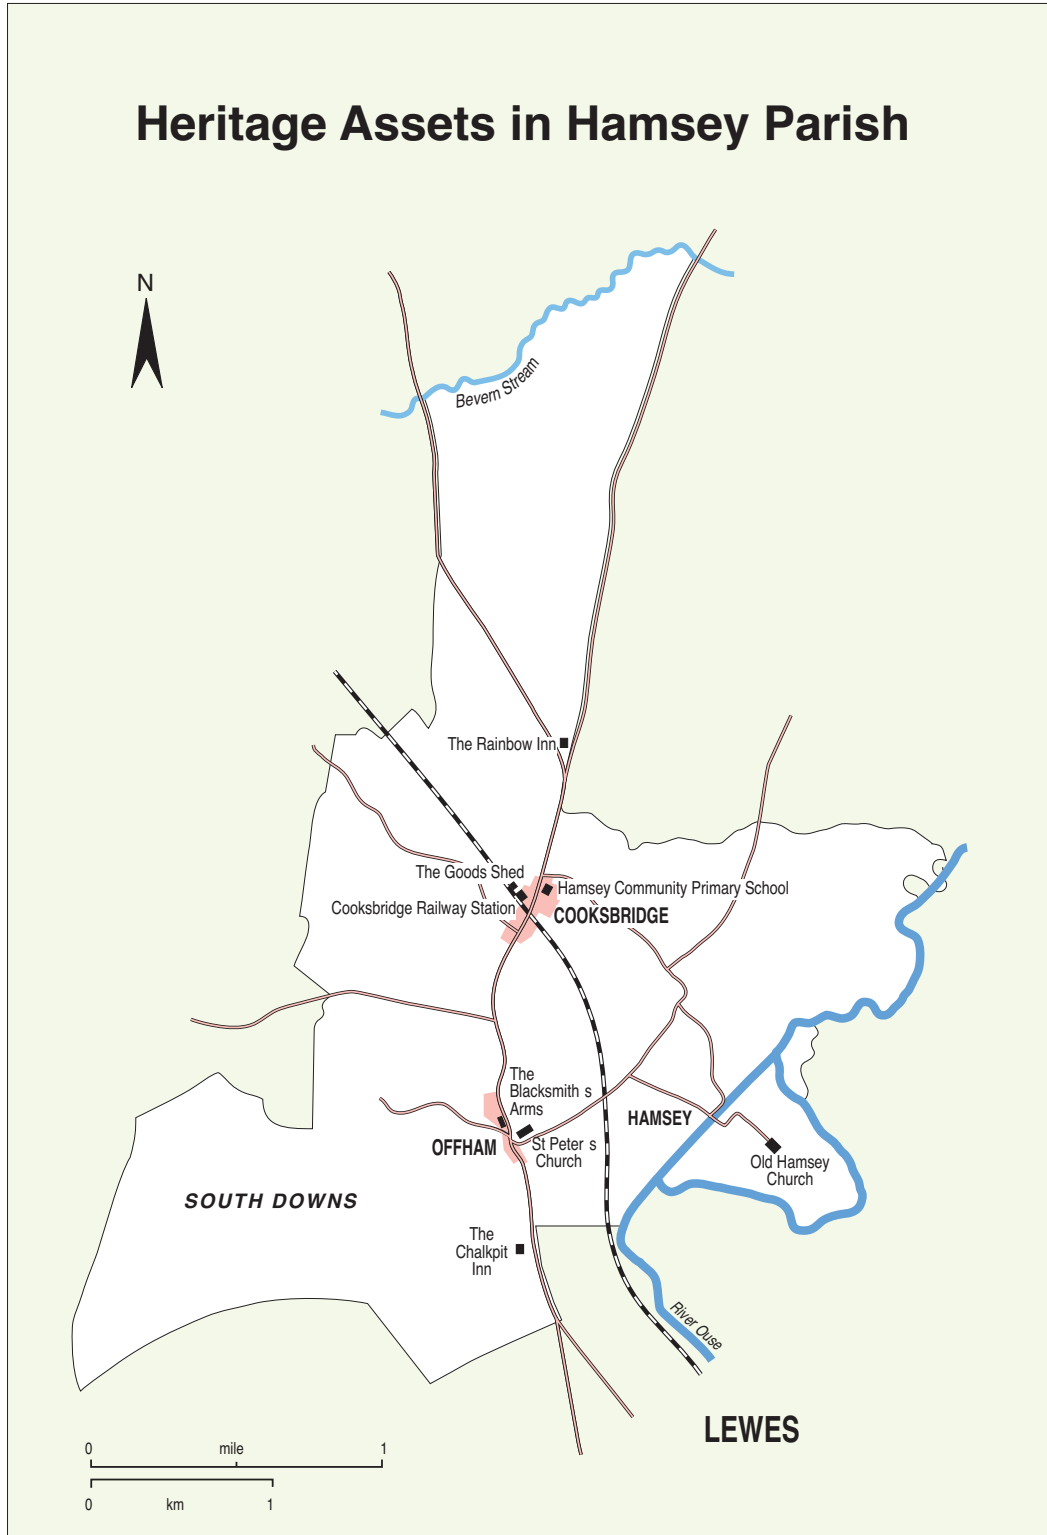 Heritage Assets in Hamsey Parish
N
Bevern Stream
The Rainbow Inn
The Goods Shed
Hamsey Community Primary School
Cooksbridge Railway Station
COOKSBRIDGE
The
Blacksmith s
Arms
HAMSEY
OFFHAM
St Peter s
Church
Old Hamsey
Church
SOUTH DOWNS
The
Chalkpit
Inn
River Ouse
LEWES
0 mile 1
0 km 1